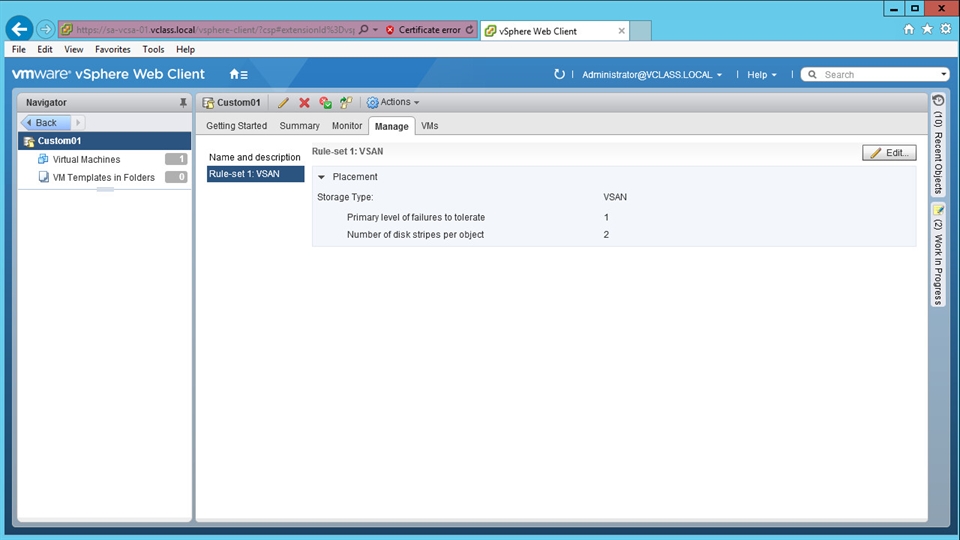 https://sa-vcsa-01.vclass.local/vsphere-client/?csp#extensionId%3Dvsp
Certificate error
vSphere Web Client
File Edit View Favorites Tools Help
vmware® vSphere Web Client
Administrator@VCLASS.LOCAL
Help
Search
Navigator
Back
Custom01
Virtual Machines 1
VM Templates in Folders 0
Custom01
Actions
Getting Started Summary Monitor Manage VMs
Name and description
Rule-set 1: VSAN
Rule-set 1: VSAN
Edit...
Placement
Storage Type: VSAN
Primary level of failures to tolerate 1
Number of disk stripes per object 2
(10) Recent Objects
(2) Work In Progress